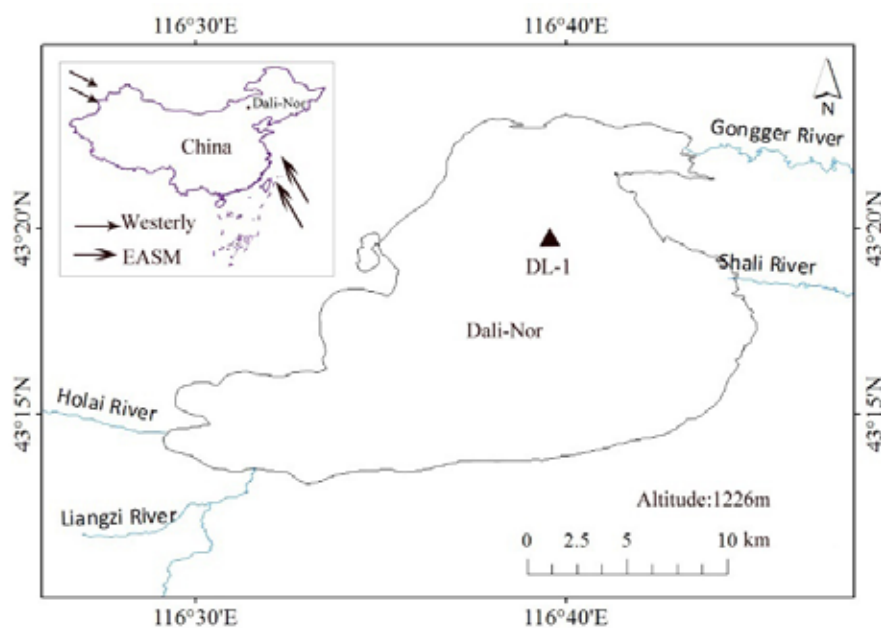 116°30'E
116°40'E
Dali-Nor
China
Westerly
EASM
N
Gongger River
43°20'N
43°20'N
DL-1
Shali River
Dali-Nor
Holai River
43°15'N
43°15'N
Liangzi River
Altitude:1226m
0 2.5 5 10 km
116°30'E
116°40'E